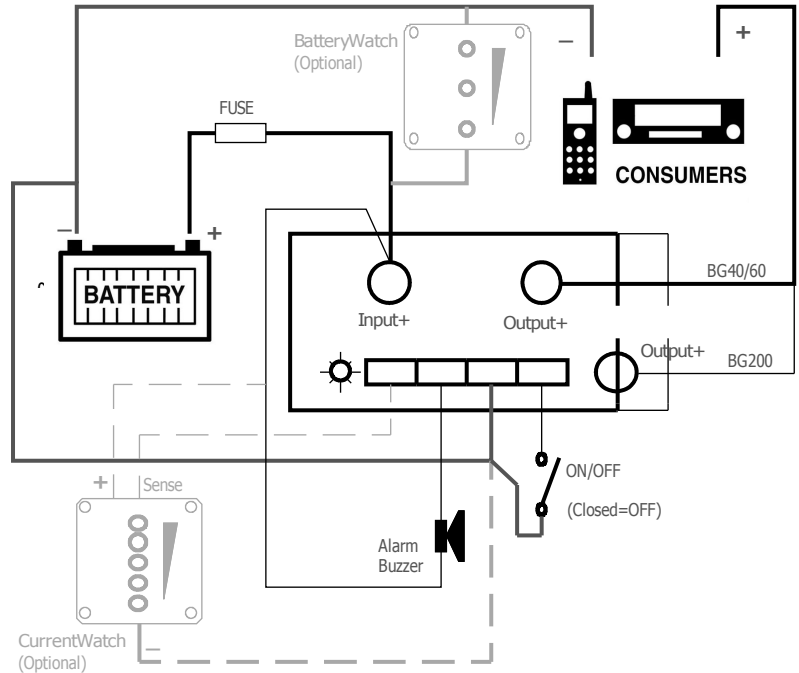 BatteryWatch
(Optional)
−
+
FUSE
CONSUMERS
−
+
BATTERY
BG40/60
Input+
Output+
Output+
BG200
+
Sense
ON/OFF
(Closed=OFF)
Alarm
Buzzer
CurrentWatch
(Optional)
−